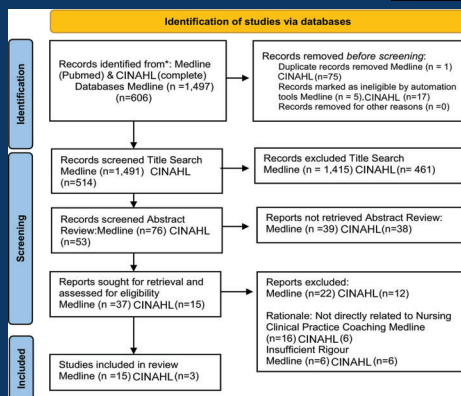 Identification of studies via databases
Identification
Records identified from*: Medline
(Pubmed) & CINAHL(complete)
Databases Medline (n =1,497)
(n=606)
Records removed before screening:
Duplicate records removed Medline (n = 1)
CINAHL(n=75)
Records marked as ineligible by automation
tools Medline (n = 5).CINAHL (n=17)
Records removed for other reasons (n =0)
Screening
Records screened Title Search
Medline (n=1,491) CINAHL
(n=514)
Records excluded Title Search
Medline (n = 1,415) CINAHL(n= 461)
Records screened Abstract
Review:Medline (n=76) CINAHL
(n=53)
Reports not retrieved Abstract Review:
Medline (n =39) CINAHL(n=38)
Reports sought for retrieval and
assessed for eligibility
Medline (n =37) CINAHL(n=15)
Reports excluded:
Medline (n=22) CINAHL(n=12)
Rationale: Not directly related to Nursing
Clinical Practice Coaching Medline
(n=16) CINAHL(6)
Insufficient Rigour
Medline (n=6) CINAHL(n=6)
Included
Studies included in review
Medline (n =15) CINAHL(n=3)